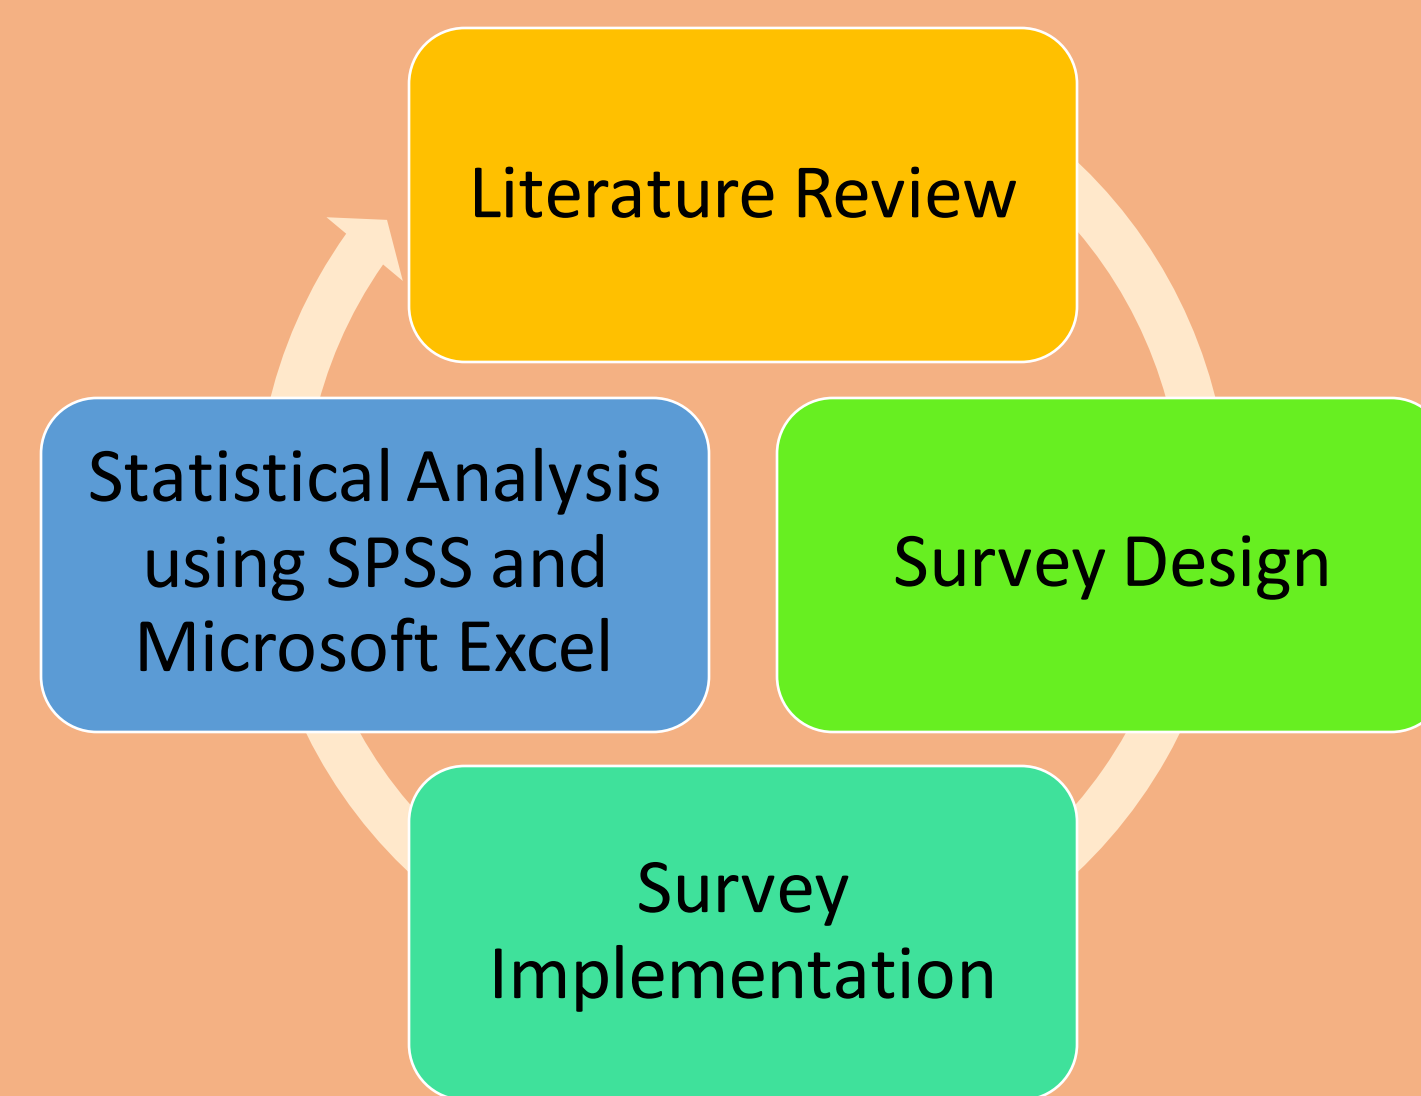 Literature Review
Statistical Analysis
using SPSS and
Microsoft Excel
Survey Design
Survey
Implementation